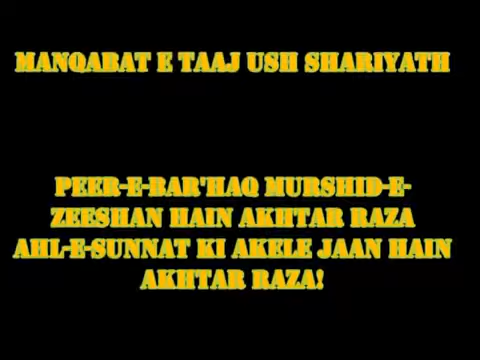 MANQABAT E TAAJ USH SHARIYATH
PEER-E-BAR'HAQ MURSHID-E-
ZEESHAN HAIN AKHTAR RAZA
AHL-E-SUNNAT KI AKELE JAAN HAIN
AKHTAR RAZA!